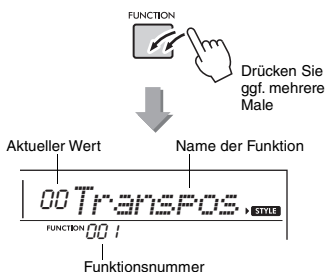 FUNCTION
Drücken Sie
ggf. mehrere
Male
Aktueller Wert
Name der Funktion
00 Transpos. STYLE
FUNCTION 001
Funktionsnummer